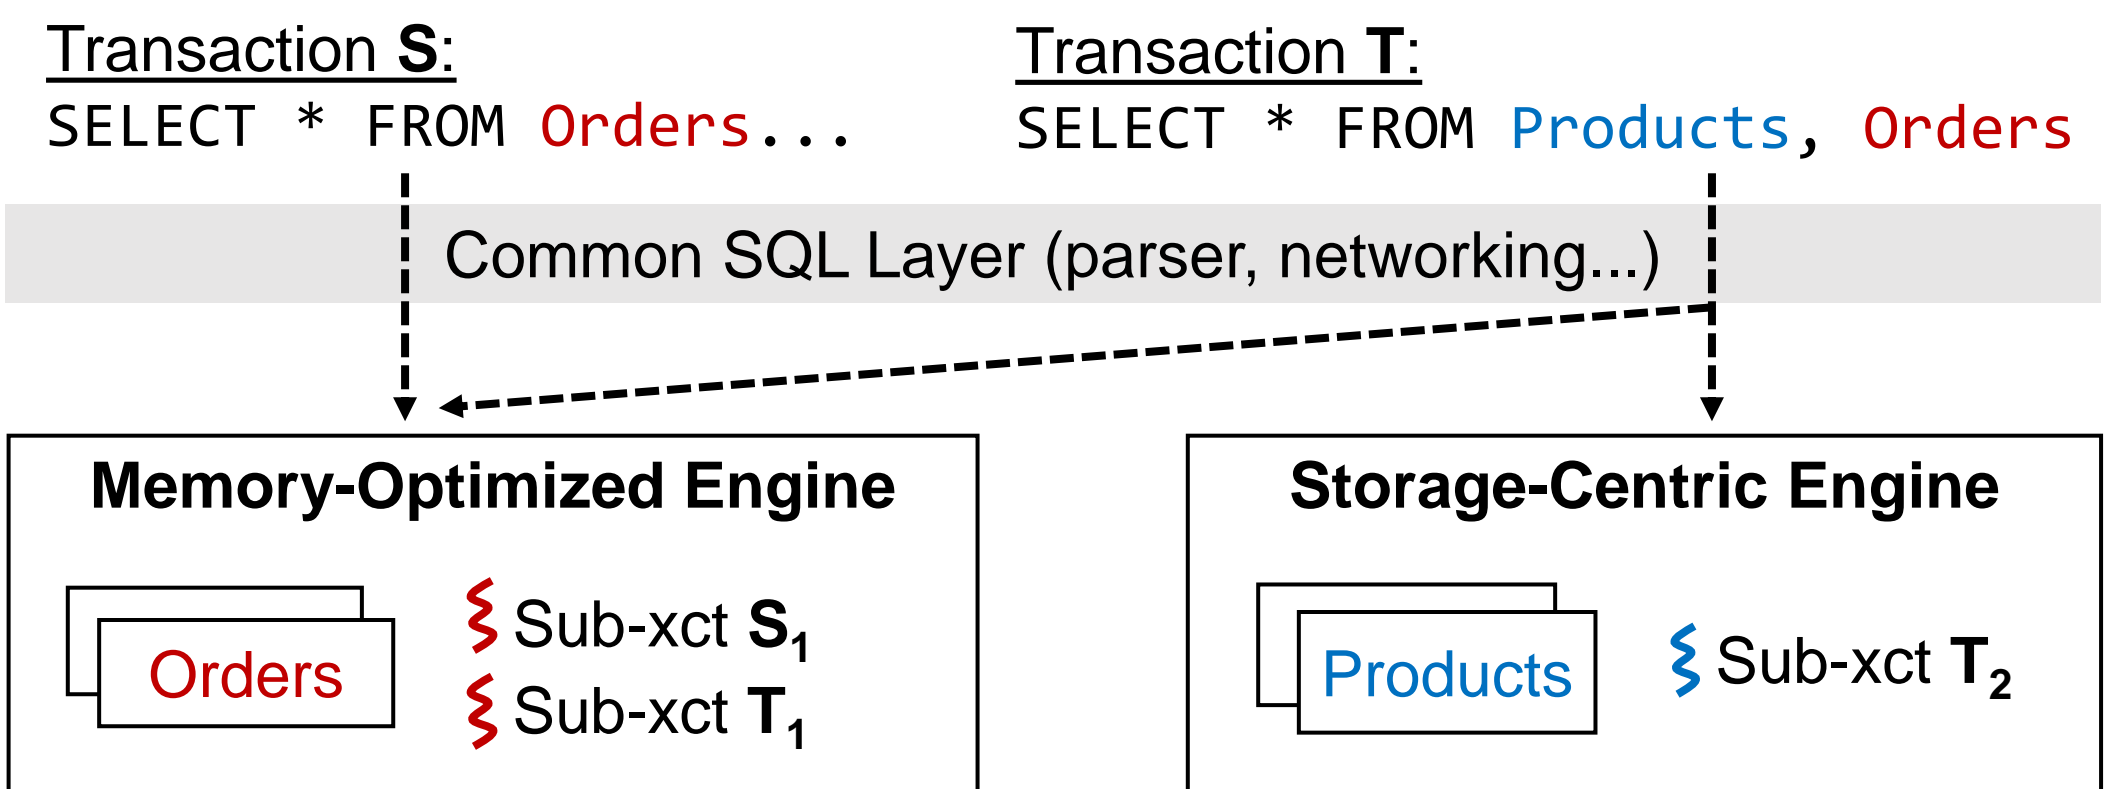 Transaction S:
SELECT * FROM Orders...
Transaction T:
SELECT * FROM Products, Orders
Common SQL Layer (parser, networking...)
Memory-Optimized Engine
Orders
Sub-xct S1
Sub-xct T1
Storage-Centric Engine
Products
Sub-xct T2